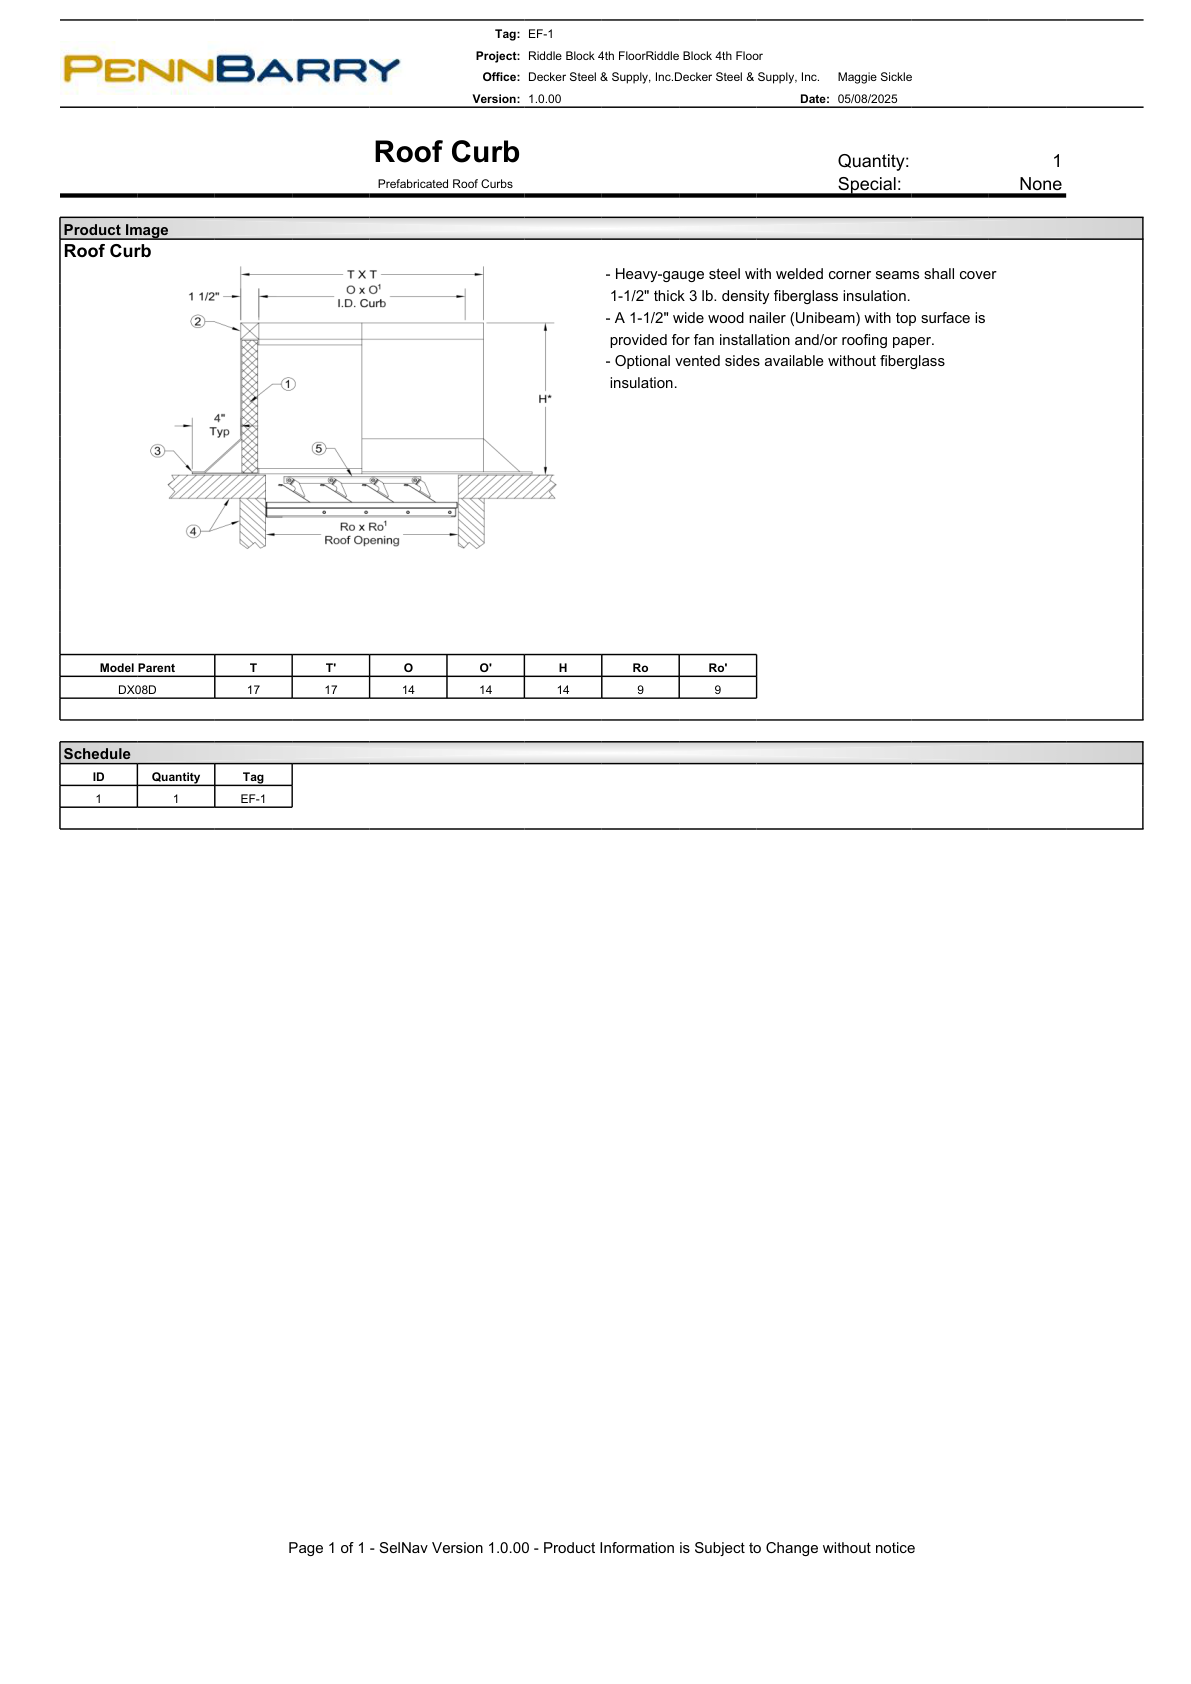 PENNBARRY
Tag: EF-1
Project: Riddle Block 4th FloorRiddle Block 4th Floor
Office: Decker Steel & Supply, Inc.Decker Steel & Supply, Inc. Maggie Sickle
Version: 1.0.00 Date: 05/08/2025
Roof Curb
Prefabricated Roof Curbs
Quantity: 1
Special: None
Product Image
Roof Curb
T X T
O x O¹
I.D. Curb
1 1/2"
2
1
H*
4"
Typ
3
5
4
Ro x Ro¹
Roof Opening
- Heavy-gauge steel with welded corner seams shall cover
1-1/2" thick 3 lb. density fiberglass insulation.
- A 1-1/2" wide wood nailer (Unibeam) with top surface is
provided for fan installation and/or roofing paper.
- Optional vented sides available without fiberglass
insulation.
Model Parent T T' O O' H Ro Ro'
DX08D 17 17 14 14 14 9 9
Schedule
ID Quantity Tag
1 1 EF-1
Page 1 of 1 - SelNav Version 1.0.00 - Product Information is Subject to Change without notice